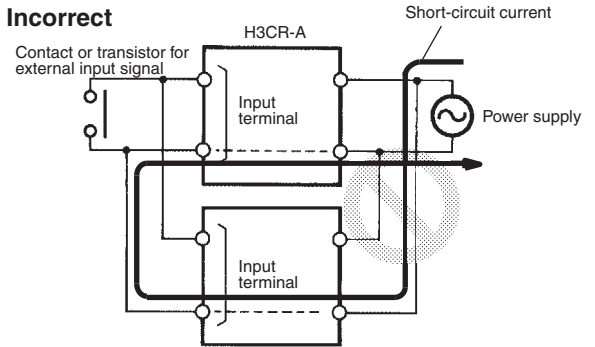 Incorrect
Short-circuit current
H3CR-A
Contact or transistor for
external input signal
Input
terminal
Power supply
Input
terminal